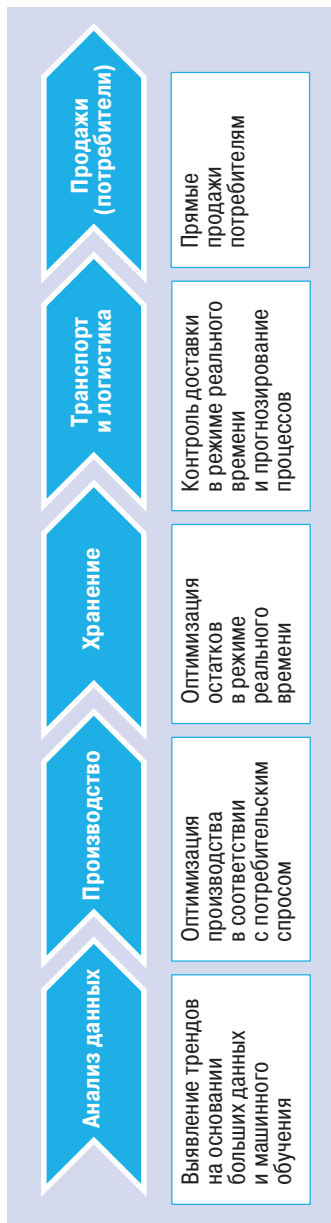 Анализ данных
Выявление трендов
на основании
больших данных
и машинного
обучения
Производство
Оптимизация
производства
в соответствии
с потребительским
спросом
Хранение
Оптимизация
остатков
в режиме
реального
времени
Транспорт
и логистика
Контроль доставки
в режиме реального
времени
и прогнозирование
процессов
Продажи
(потребители)
Прямые
продажи
потребителям